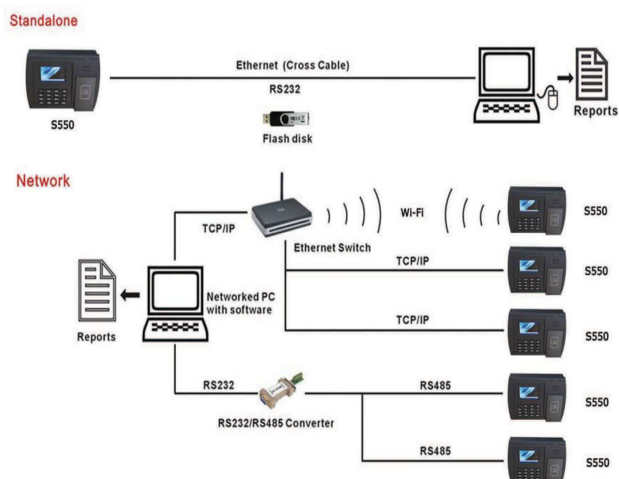 Standalone
Ethernet (Cross Cable)
RS232
S550
Flash disk
Reports
Network
Wi-Fi
S550
TCP/IP
Ethernet Switch
TCP/IP
S550
Networked PC
with software
Reports
TCP/IP
S550
RS232
RS485
S550
RS232/RS485 Converter
RS485
S550